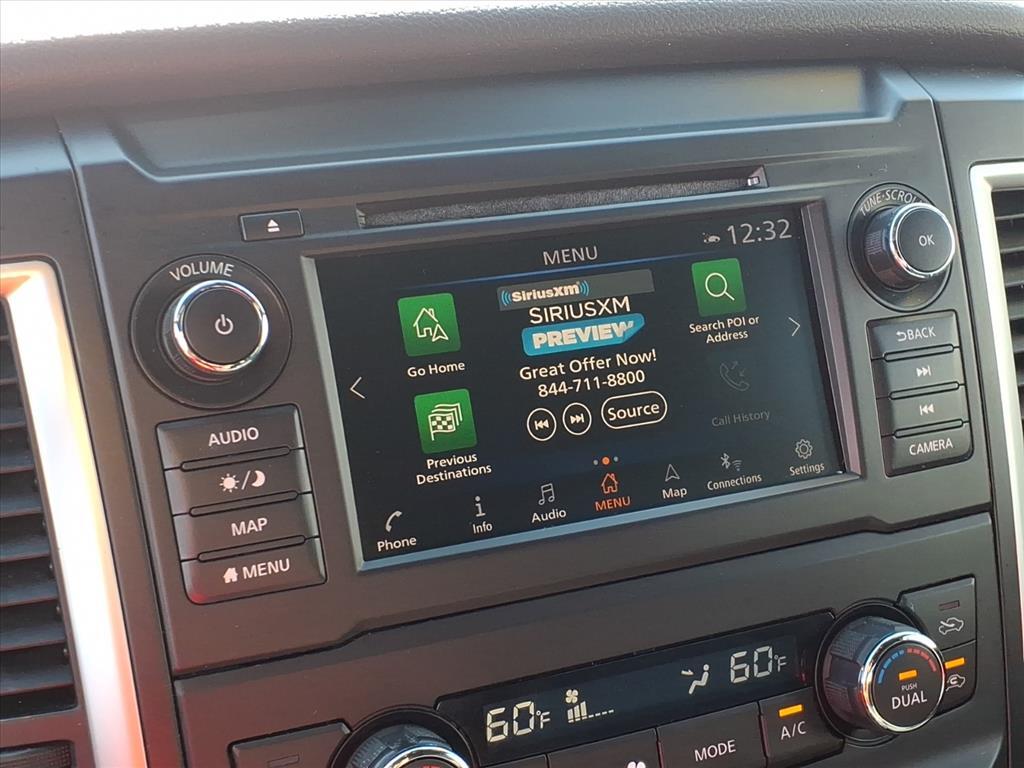 TUNE·SCROLL
OK
VOLUME
MENU
12:32
((SiriusXM))
SIRIUSXM
PREVIEW
Great Offer Now!
844-711-8800
Source
Go Home
Search POI or
Address
Previous
Destinations
Call History
Phone
Info
Audio
MENU
Map
Connections
Settings
AUDIO
MAP
MENU
BACK
CAMERA
60°F
60°F
PUSH
DUAL
MODE
A/C